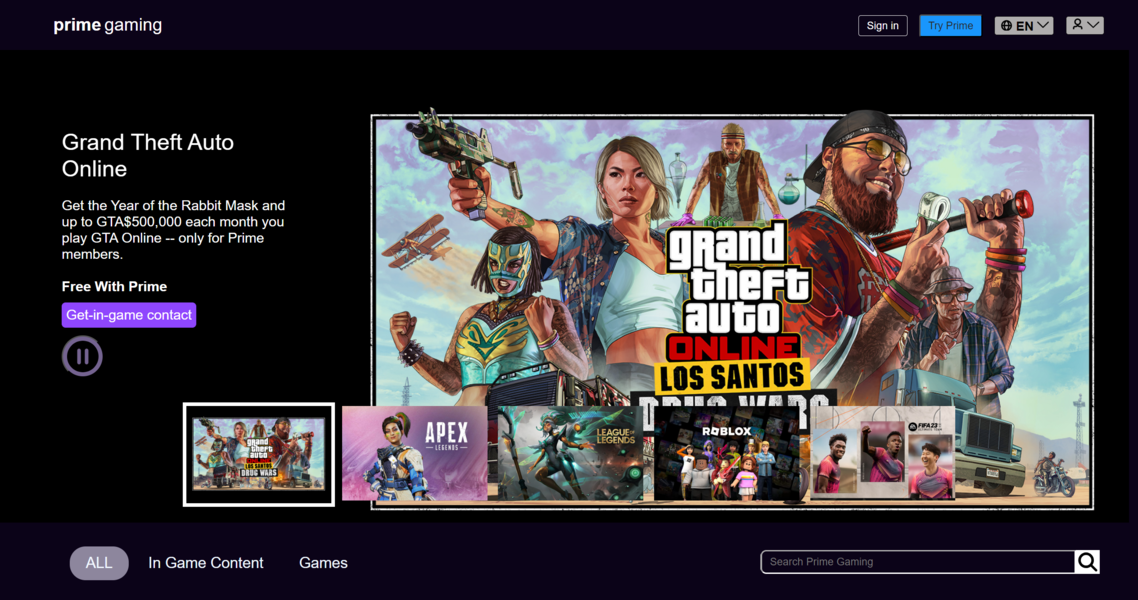 prime gaming
Sign in
Try Prime
EN
Grand Theft Auto
Online
Get the Year of the Rabbit Mask and
up to GTA$500,000 each month you
play GTA Online -- only for Prime
members.
Free With Prime
Get-in-game contact
grand
theft
auto
ONLINE
LOS SANTOS
DRUG WARS
grand
theft
auto
ONLINE
LOS SANTOS
DRUG WARS
APEX
LEGENDS
LEAGUE OF
LEGENDS
ROBLOX
FIFA 23
ALL
In Game Content
Games
Search Prime Gaming